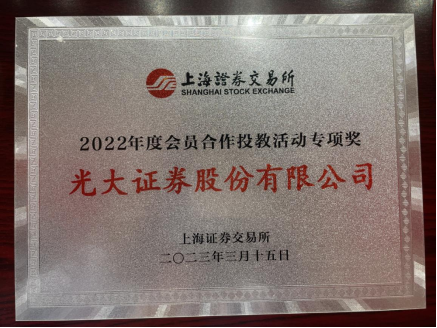 上海證券交易所
SHANGHAI STOCK EXCHANGE
2022年度会员合作投教活动专项奖
光大证券股份有限公司
上海证券交易所
二〇二三年三月十五日